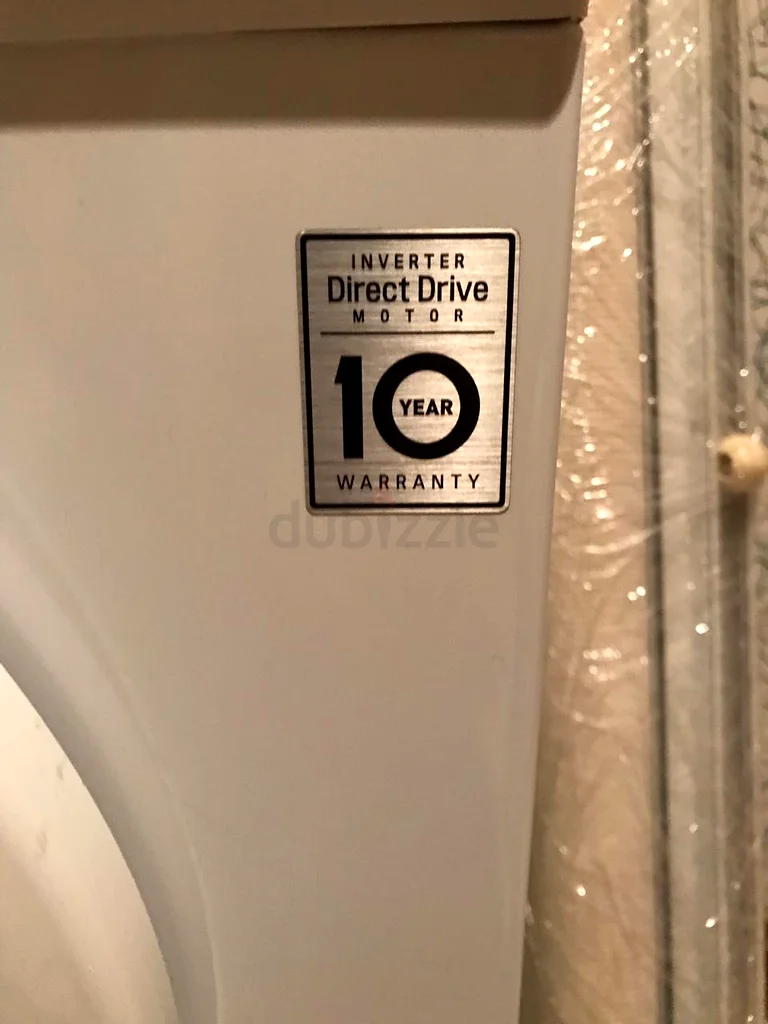 INVERTER
Direct Drive
MOTOR
10
YEAR
WARRANTY
dubizzle